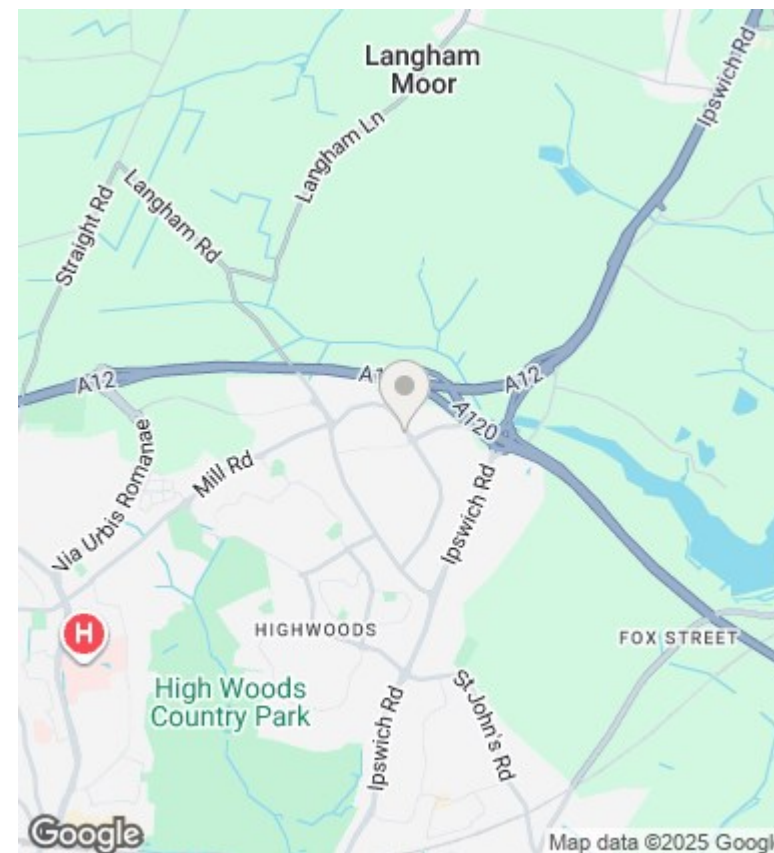 Langham
Moor
Ipswich Rd
Langham Ln
Straight Rd
Langham Rd
A12
A12
A120
Mill Rd
Via Urbis Romanae
Ipswich Rd
HIGHWOODS
FOX STREET
H
High Woods
Country Park
St John's Rd
Ipswich Rd
Google
Map data ©2025 Googl